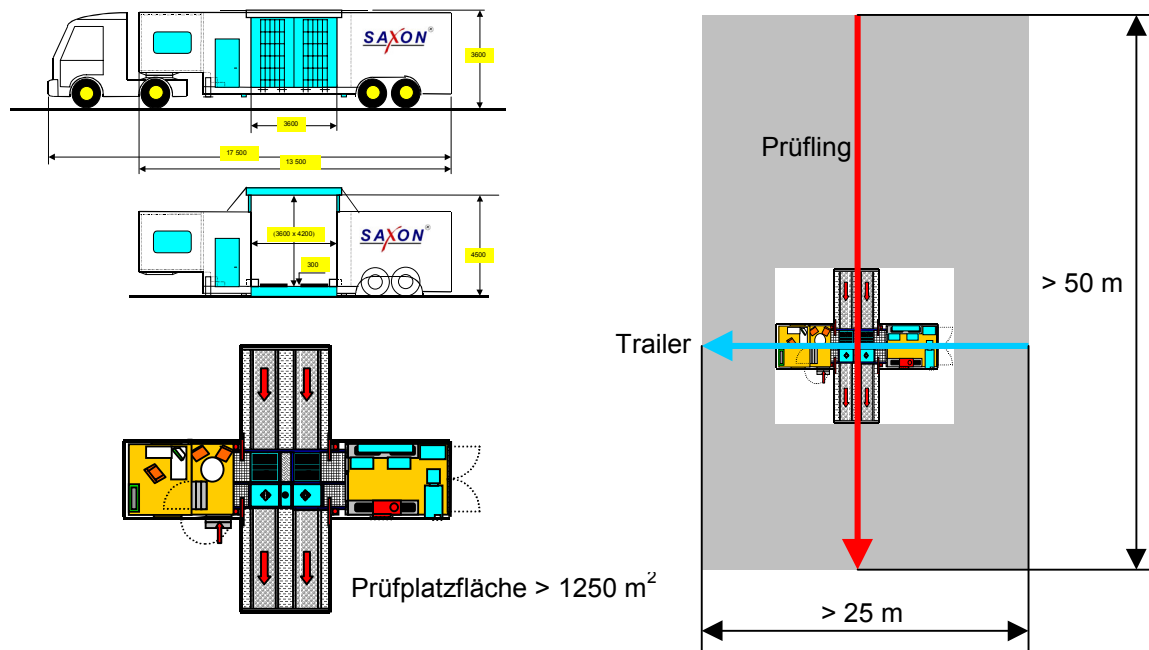 SAXON®
3600
3600
17 500
13 500
SAXON®
(3600 x 4200)
300
4500
Prüfplatzfläche > 1250 m²
Prüfling
Trailer
> 50 m
> 25 m